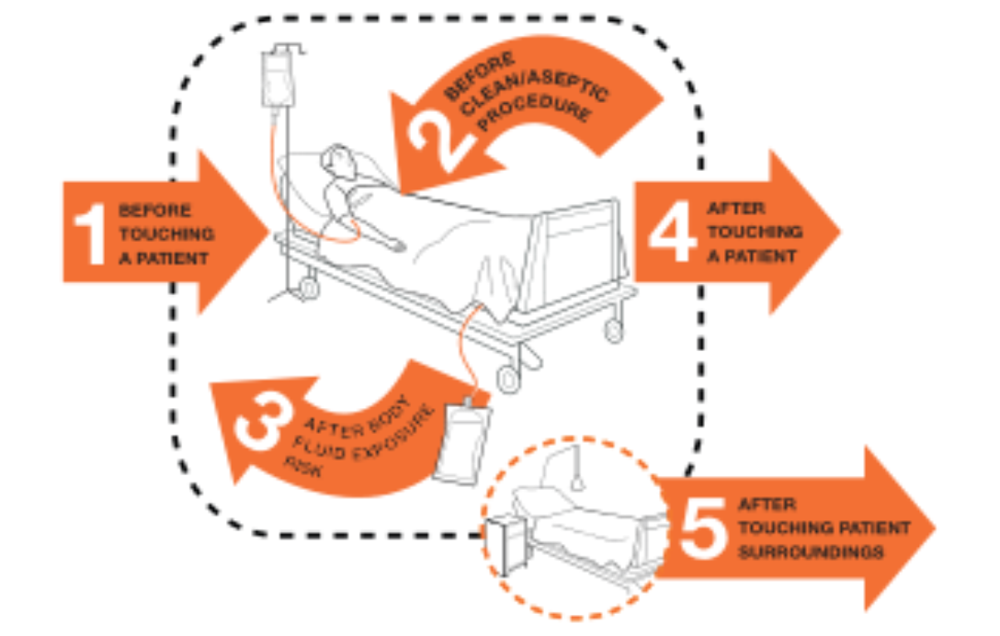 1
BEFORE
TOUCHING
A PATIENT
2
BEFORE
CLEAN/ASEPTIC
PROCEDURE
3
AFTER BODY
FLUID EXPOSURE
RISK
4
AFTER
TOUCHING
A PATIENT
5
AFTER
TOUCHING PATIENT
SURROUNDINGS